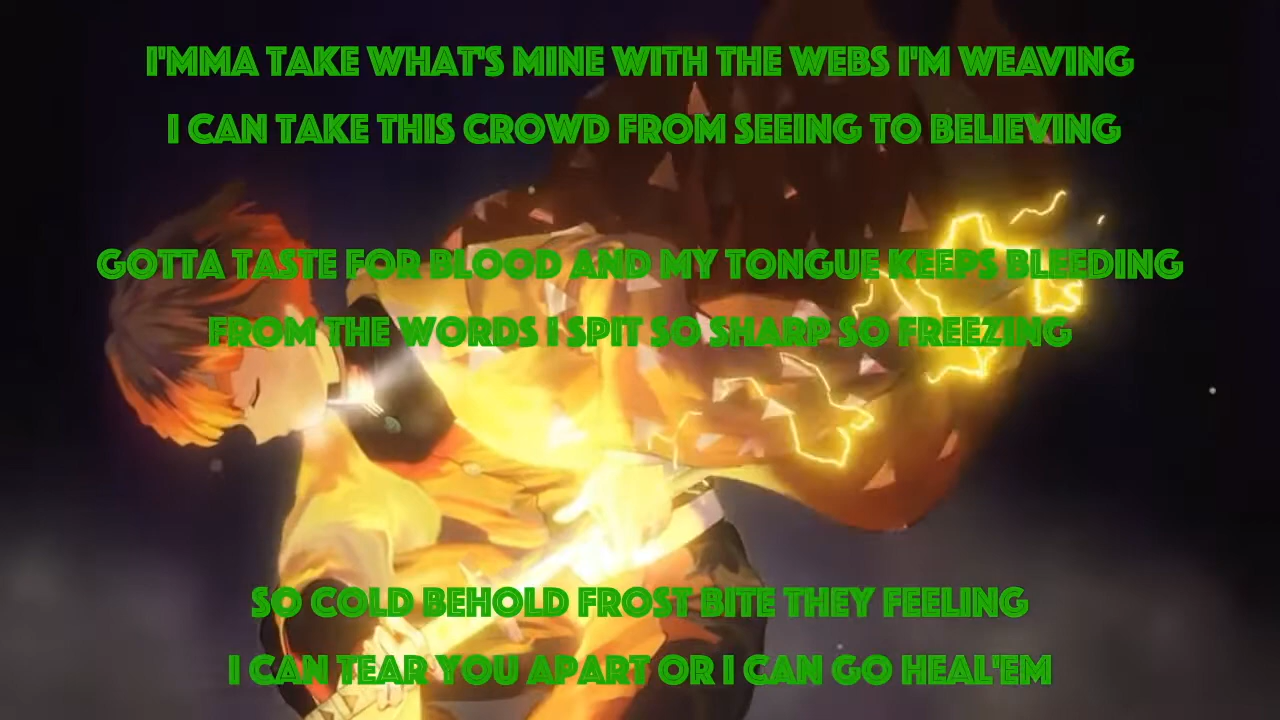 I'MMA TAKE WHAT'S MINE WITH THE WEBS I'M WEAVING
I CAN TAKE THIS CROWD FROM SEEING TO BELIEVING
GOTTA TASTE FOR BLOOD AND MY TONGUE KEEPS BLEEDING
FROM THE WORDS I SPIT SO SHARP SO FREEZING
SO COLD BEHOLD FROST BITE THEY FEELING
I CAN TEAR YOU APART OR I CAN GO HEAL'EM